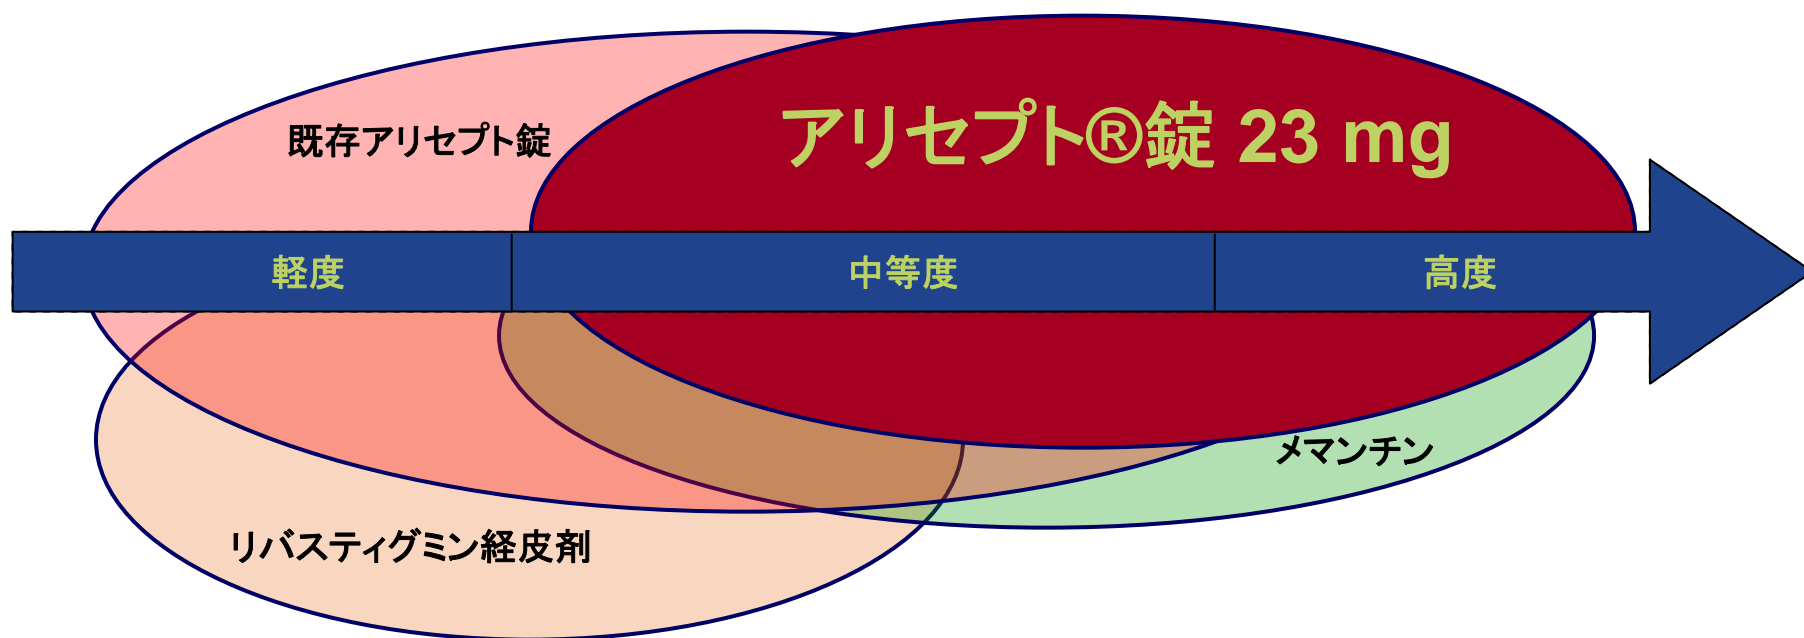 アリセプト®錠 23 mg
既存アリセプト錠
軽度
中等度
高度
メマンチン
リバスティグミン経皮剤